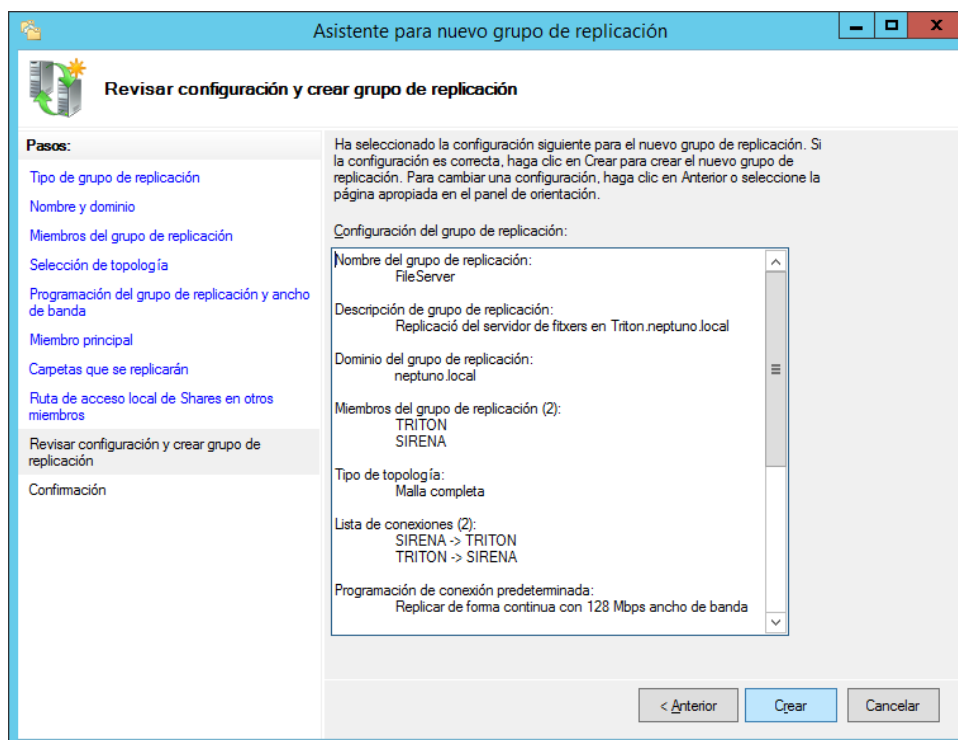 Asistente para nuevo grupo de replicación
Revisar configuración y crear grupo de replicación
Pasos:
Tipo de grupo de replicación
Nombre y dominio
Miembros del grupo de replicación
Selección de topología
Programación del grupo de replicación y ancho
de banda
Miembro principal
Carpetas que se replicarán
Ruta de acceso local de Shares en otros
miembros
Revisar configuración y crear grupo de
replicación
Confirmación
Ha seleccionado la configuración siguiente para el nuevo grupo de replicación. Si
la configuración es correcta, haga clic en Crear para crear el nuevo grupo de
replicación. Para cambiar una configuración, haga clic en Anterior o seleccione la
página apropiada en el panel de orientación.
Configuración del grupo de replicación:
Nombre del grupo de replicación:
FileServer
Descripción de grupo de replicación:
Replicació del servidor de fitxers en Triton.neptuno.local
Dominio del grupo de replicación:
neptuno.local
Miembros del grupo de replicación (2):
TRITON
SIRENA
Tipo de topología:
Malla completa
Lista de conexiones (2):
SIRENA -> TRITON
TRITON -> SIRENA
Programación de conexión predeterminada:
Replicar de forma continua con 128 Mbps ancho de banda
< Anterior
Crear
Cancelar